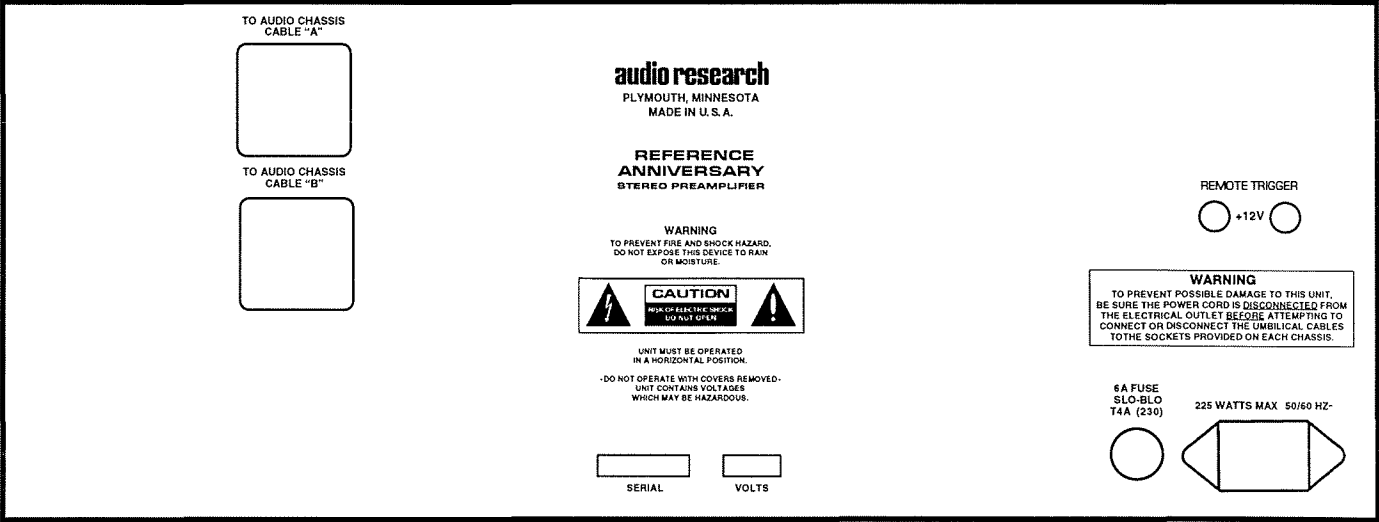 TO AUDIO CHASSIS
CABLE "A"
TO AUDIO CHASSIS
CABLE "B"
audio research
PLYMOUTH, MINNESOTA
MADE IN U.S.A.
REFERENCE
ANNIVERSARY
STEREO PREAMPLIFIER
WARNING
TO PREVENT FIRE AND SHOCK HAZARD,
DO NOT EXPOSE THIS DEVICE TO RAIN
OR MOISTURE.
CAUTION
RISK OF ELECTRIC SHOCK
DO NOT OPEN
UNIT MUST BE OPERATED
IN A HORIZONTAL POSITION.
-DO NOT OPERATE WITH COVERS REMOVED-
UNIT CONTAINS VOLTAGES
WHICH MAY BE HAZARDOUS.
SERIAL
VOLTS
REMOTE TRIGGER
+12V
WARNING
TO PREVENT POSSIBLE DAMAGE TO THIS UNIT,
BE SURE THE POWER CORD IS DISCONNECTED FROM
THE ELECTRICAL OUTLET BEFORE ATTEMPTING TO
CONNECT OR DISCONNECT THE UMBILICAL CABLES
TOTHE SOCKETS PROVIDED ON EACH CHASSIS.
6A FUSE
SLO-BLO
T4A (230)
225 WATTS MAX 50/60 HZ~